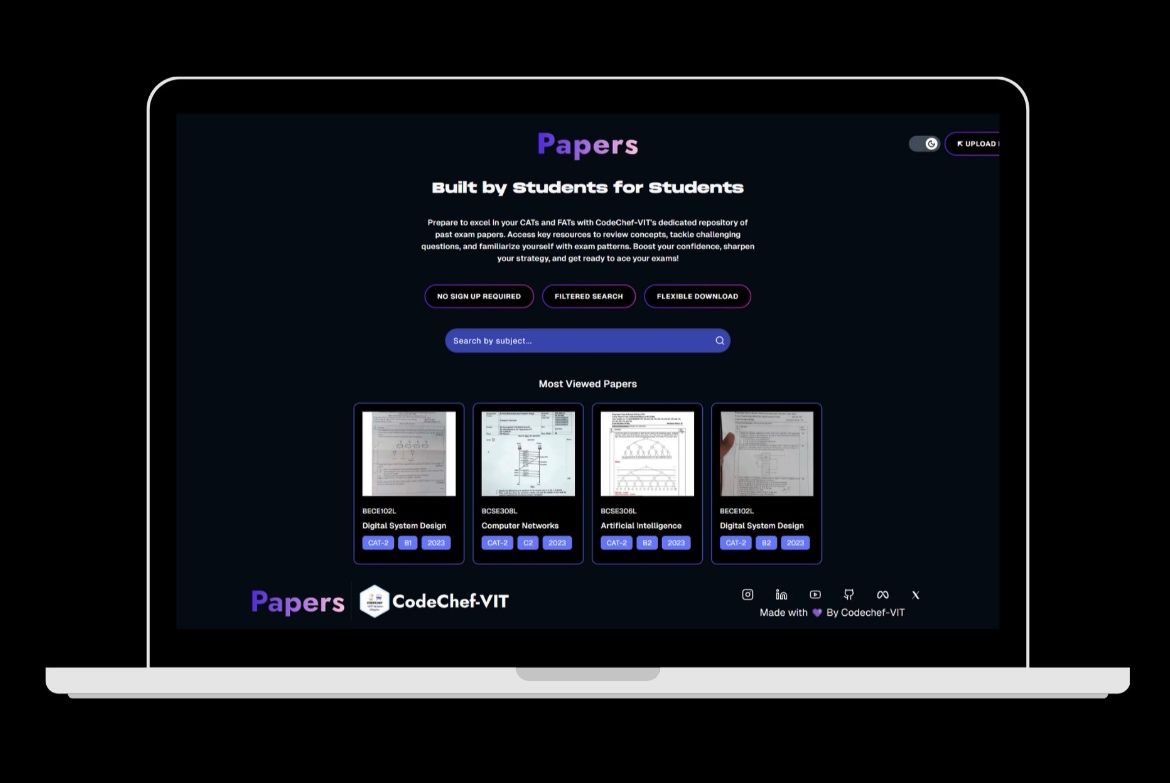 Papers
UPLOAD
Built by Students for Students
Prepare to excel in your CATs and FATs with CodeChef-VIT's dedicated repository of
past exam papers. Access key resources to review concepts, tackle challenging
questions, and familiarize yourself with exam patterns. Boost your confidence, sharpen
your strategy, and get ready to ace your exams!
NO SIGN UP REQUIRED FILTERED SEARCH FLEXIBLE DOWNLOAD
Search by subject...
Most Viewed Papers
BECE102L
Digital System Design
CAT-2 B1 2023
BCSE308L
Computer Networks
CAT-2 C2 2023
BCSE306L
Artificial Intelligence
CAT-2 B2 2023
BECE102L
Digital System Design
CAT-2 B2 2023
Papers
CodeChef-VIT
Made with 💜 By Codechef-VIT